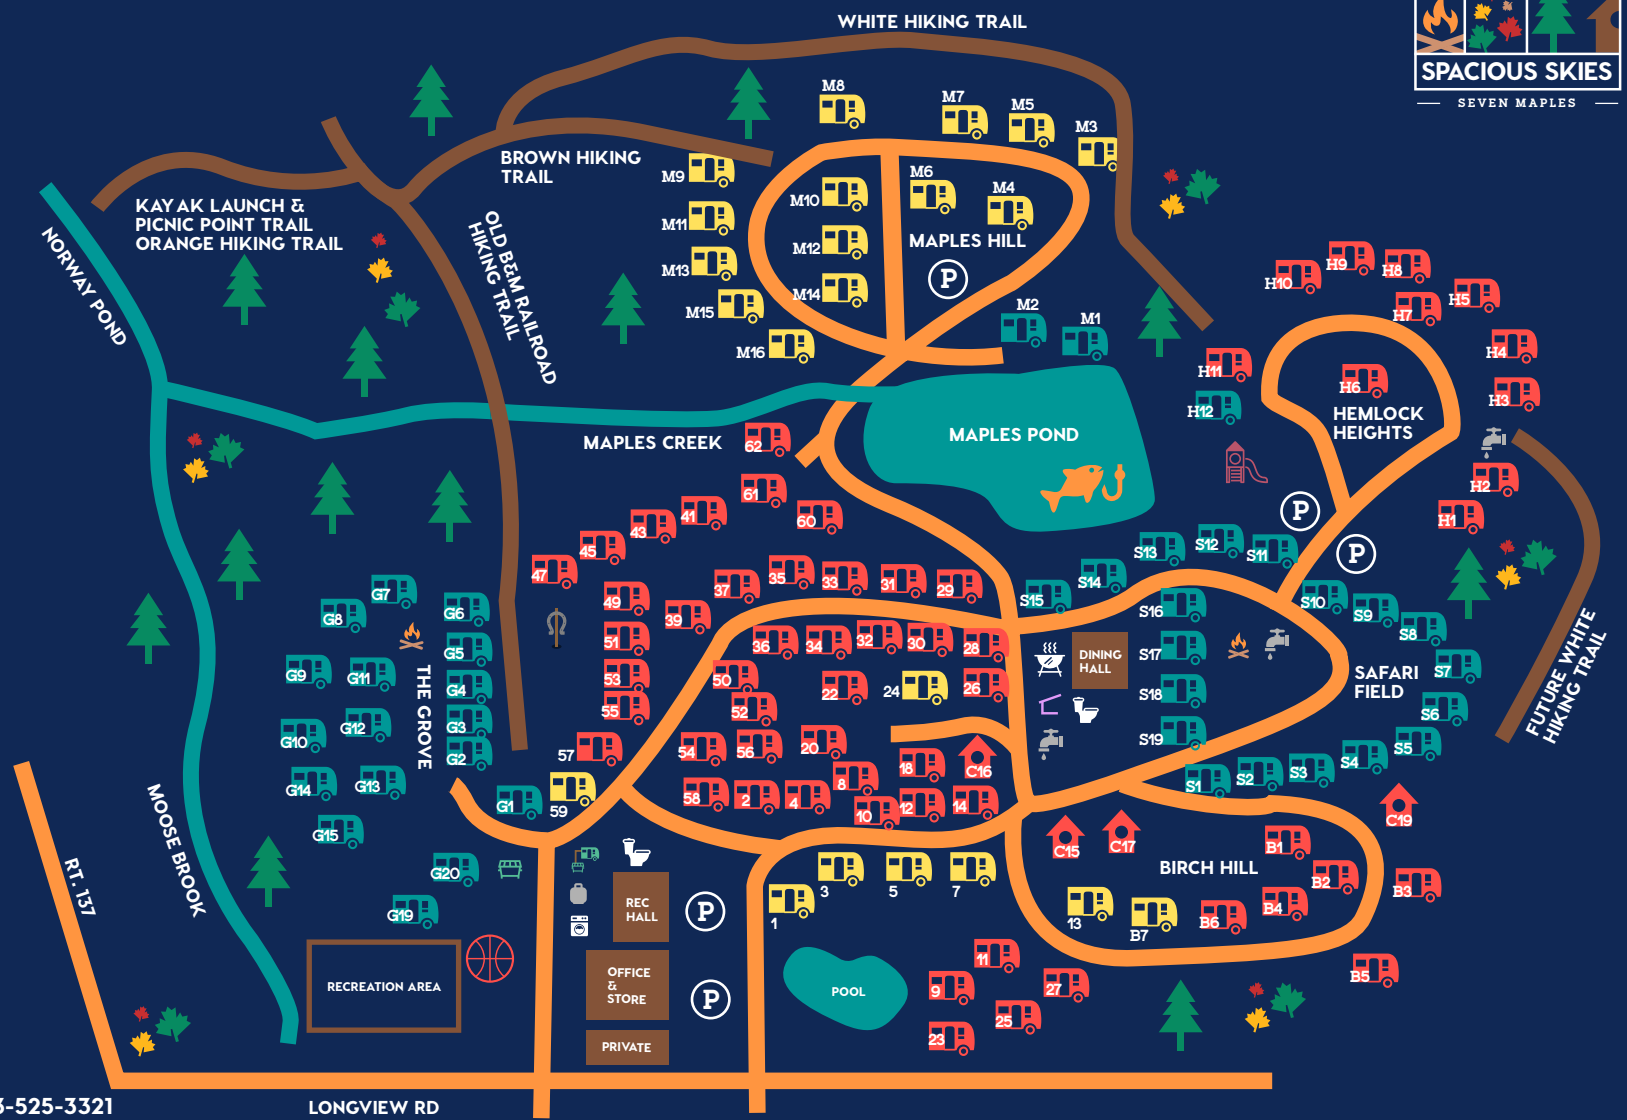 WHITE HIKING TRAIL
SPACIOUS SKIES
SEVEN MAPLES
M8
M7
M5
M3
BROWN HIKING
TRAIL
M9
M6
M4
M10
KAYAK LAUNCH &
PICNIC POINT TRAIL
ORANGE HIKING TRAIL
M11
M12
MAPLES HILL
P
M13
M14
M15
M16
M2
M1
NORWAY POND
OLD B&M RAILROAD
HIKING TRAIL
H10
H9
H8
H7
H5
H4
H3
H11
H6
H12
HEMLOCK
HEIGHTS
H2
H1
P
P
MAPLES CREEK
MAPLES POND
62
61
60
41
43
45
47
49
51
53
55
57
59
39
37
35
33
31
29
36
34
32
30
28
50
52
22
24
26
54
56
20
18
C16
58
2
4
8
10
12
14
S15
S14
S13
S12
S11
S10
S9
S8
S7
S6
S5
S4
S3
S2
S1
S16
S17
S18
S19
DINING
HALL
SAFARI
FIELD
FUTURE WHITE
HIKING TRAIL
G7
G8
G6
G5
G4
G3
G2
G1
G9
G11
G10
G12
G14
G13
G15
G20
G19
THE GROVE
MOOSE BROOK
RT. 137
C15
C17
C19
BIRCH HILL
B1
B2
B3
B4
B6
B7
B5
13
1
3
5
7
11
9
27
25
23
REC
HALL
P
OFFICE
&
STORE
P
PRIVATE
POOL
RECREATION AREA
3-525-3321
LONGVIEW RD